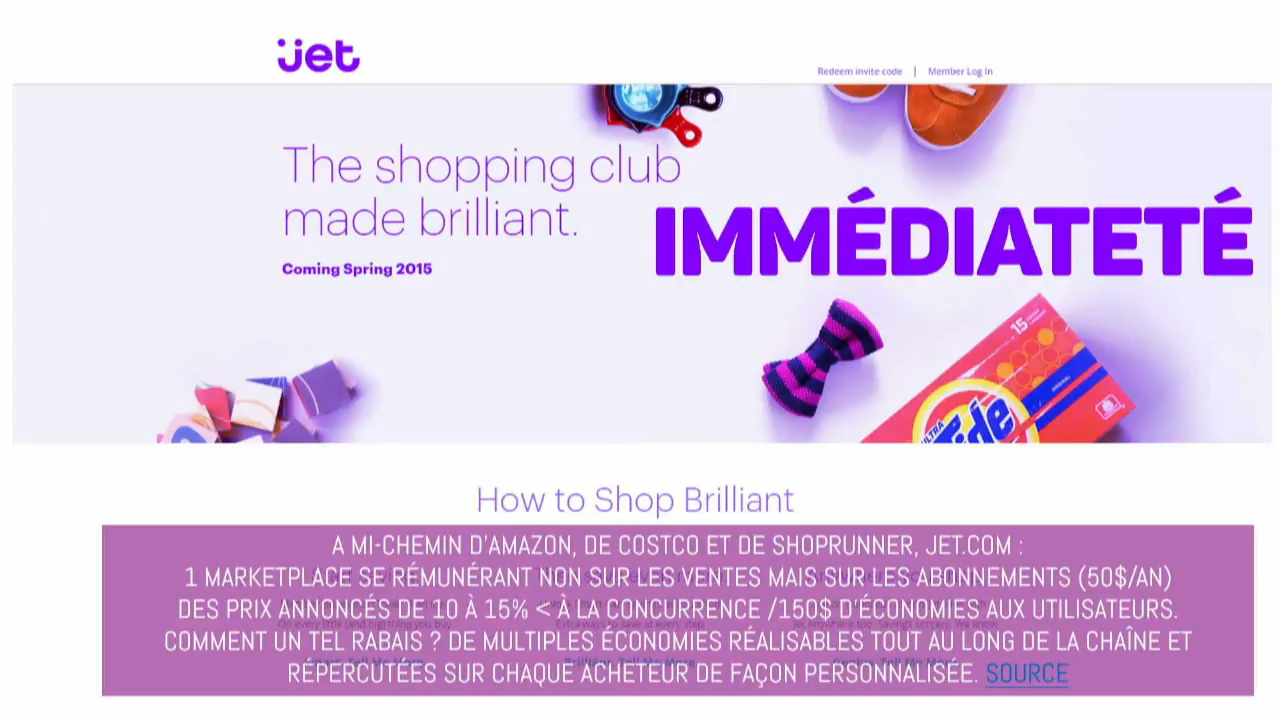 jet
Redeem invite code | Member Log In
The shopping club
made brilliant.
IMMÉDIATETÉ
Coming Spring 2015
15
ULTRA
Tide
How to Shop Brilliant
A MI-CHEMIN D'AMAZON, DE COSTCO ET DE SHOPRUNNER, JET.COM :
1 MARKETPLACE SE RÉMUNÉRANT NON SUR LES VENTES MAIS SUR LES ABONNEMENTS (50$/AN)
DES PRIX ANNONCÉS DE 10 À 15% < À LA CONCURRENCE /150$ D'ÉCONOMIES AUX UTILISATEURS.
COMMENT UN TEL RABAIS ? DE MULTIPLES ÉCONOMIES RÉALISABLES TOUT AU LONG DE LA CHAÎNE ET
RÉPERCUTÉES SUR CHAQUE ACHETEUR DE FAÇON PERSONNALISÉE. SOURCE